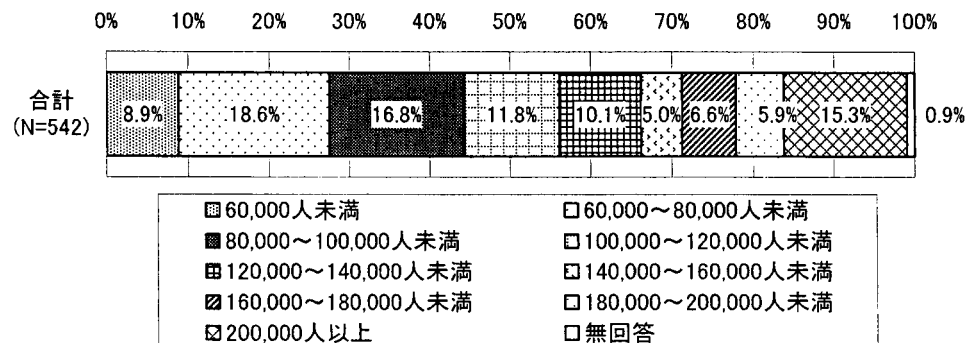 0% 10% 20% 30% 40% 50% 60% 70% 80% 90% 100%
合計
(N=542)
8.9% 18.6% 16.8% 11.8% 10.1% 5.0% 6.6% 5.9% 15.3% 0.9%
60,000人未満 60,000～80,000人未満
80,000～100,000人未満 100,000～120,000人未満
120,000～140,000人未満 140,000～160,000人未満
160,000～180,000人未満 180,000～200,000人未満
200,000人以上 無回答